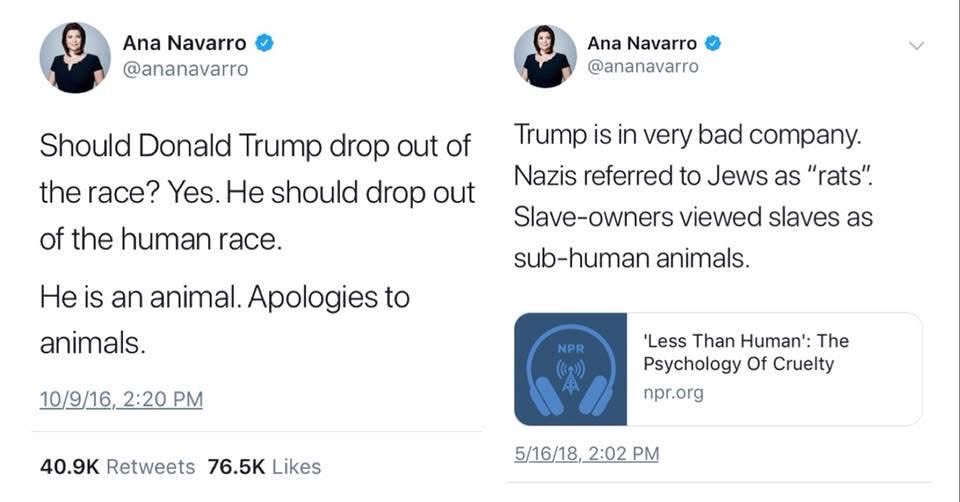 Ana Navarro
@ananavarro
Should Donald Trump drop out of
the race? Yes. He should drop out
of the human race.
He is an animal. Apologies to
animals.
10/9/16, 2:20 PM
40.9K Retweets 76.5K Likes
Ana Navarro
@ananavarro
Trump is in very bad company.
Nazis referred to Jews as “rats”.
Slave-owners viewed slaves as
sub-human animals.
NPR
'Less Than Human': The
Psychology Of Cruelty
npr.org
5/16/18, 2:02 PM